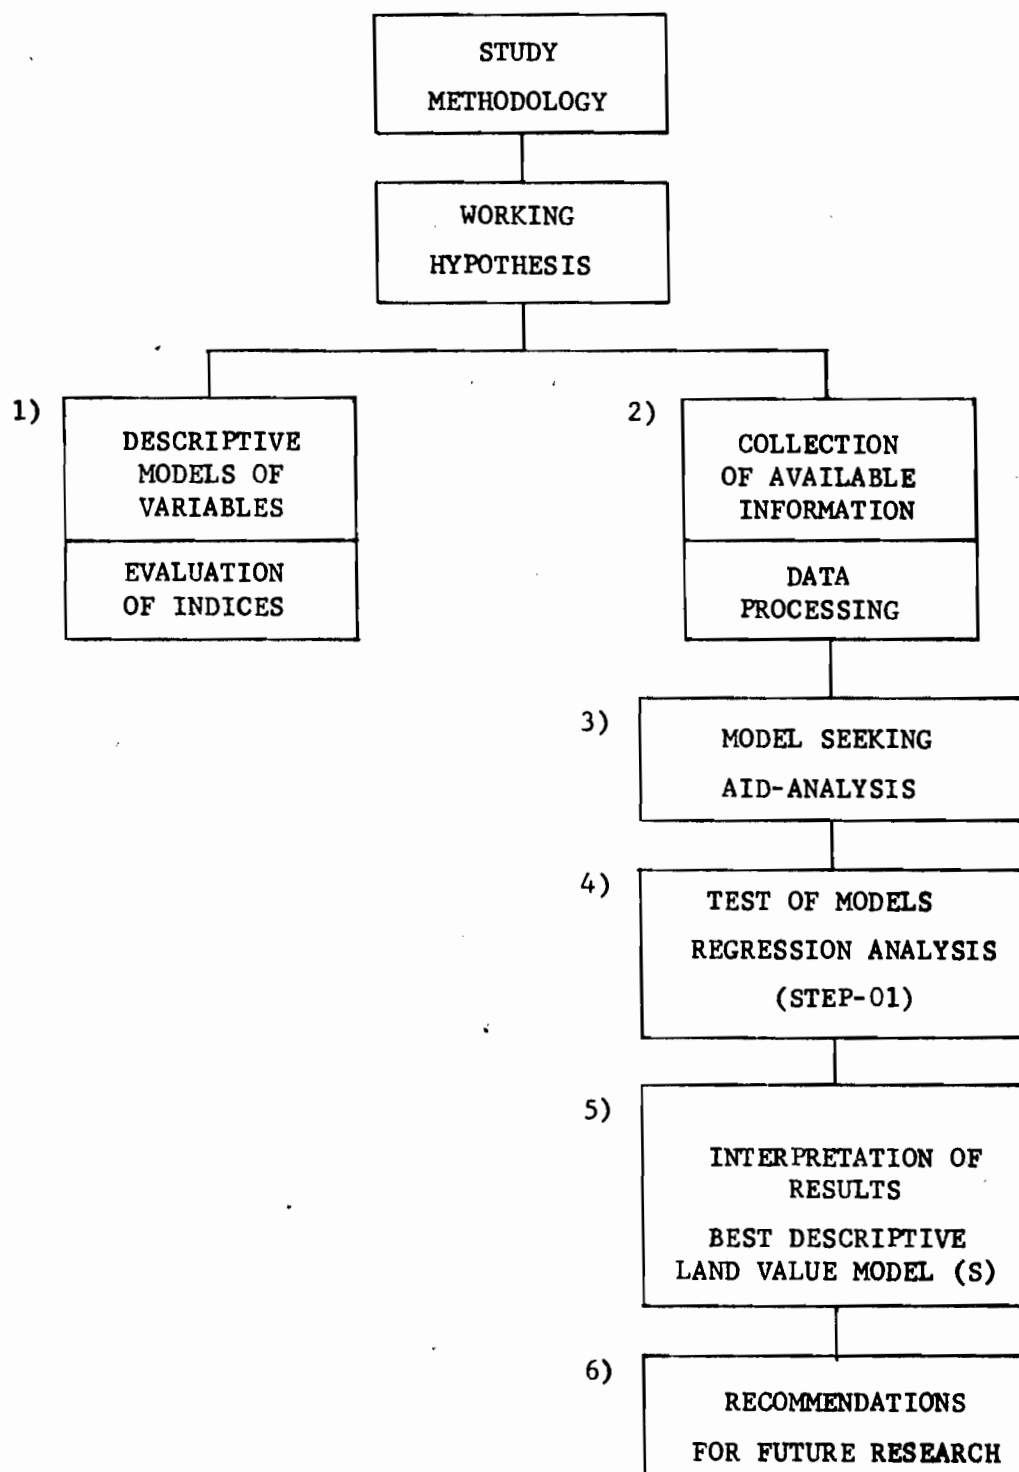 STUDY
METHODOLOGY
WORKING
HYPOTHESIS
1)
DESCRIPTIVE
MODELS OF
VARIABLES
EVALUATION
OF INDICES
2)
COLLECTION
OF AVAILABLE
INFORMATION
DATA
PROCESSING
3)
MODEL SEEKING
AID-ANALYSIS
4)
TEST OF MODELS
REGRESSION ANALYSIS
(STEP-01)
5)
INTERPRETATION OF
RESULTS
BEST DESCRIPTIVE
LAND VALUE MODEL (S)
6)
RECOMMENDATIONS
FOR FUTURE RESEARCH